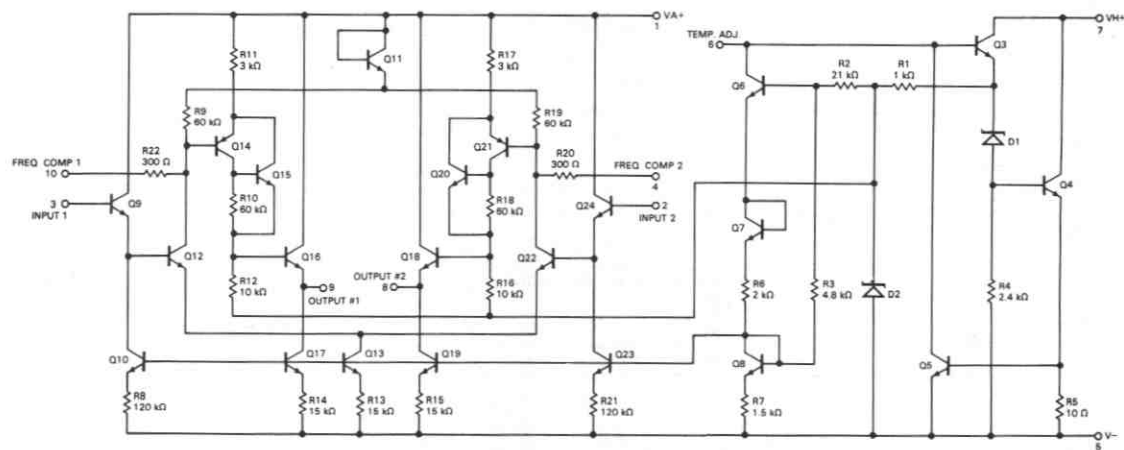 VA+
1
VH+
7
TEMP. ADJ.
6
Q3
R11
3 kΩ
Q11
R17
3 kΩ
Q6
R2
21 kΩ
R1
1 kΩ
R9
60 kΩ
R19
60 kΩ
D1
R22
300 Ω
Q14
Q21
R20
300 Ω
FREQ. COMP 1
10
Q15
Q20
FREQ. COMP 2
4
Q4
3
INPUT 1
Q9
R10
60 kΩ
R18
60 kΩ
Q24
2
INPUT 2
Q7
Q12
Q16
Q18
Q22
R12
10 kΩ
OUTPUT #2
8
9
OUTPUT #1
R16
10 kΩ
R6
2 kΩ
R3
4.8 kΩ
D2
R4
2.4 kΩ
Q10
Q17
Q13
Q19
Q23
Q8
Q5
R8
120 kΩ
R14
15 kΩ
R13
15 kΩ
R15
15 kΩ
R21
120 kΩ
R7
1.5 kΩ
R5
10 Ω
V−
5